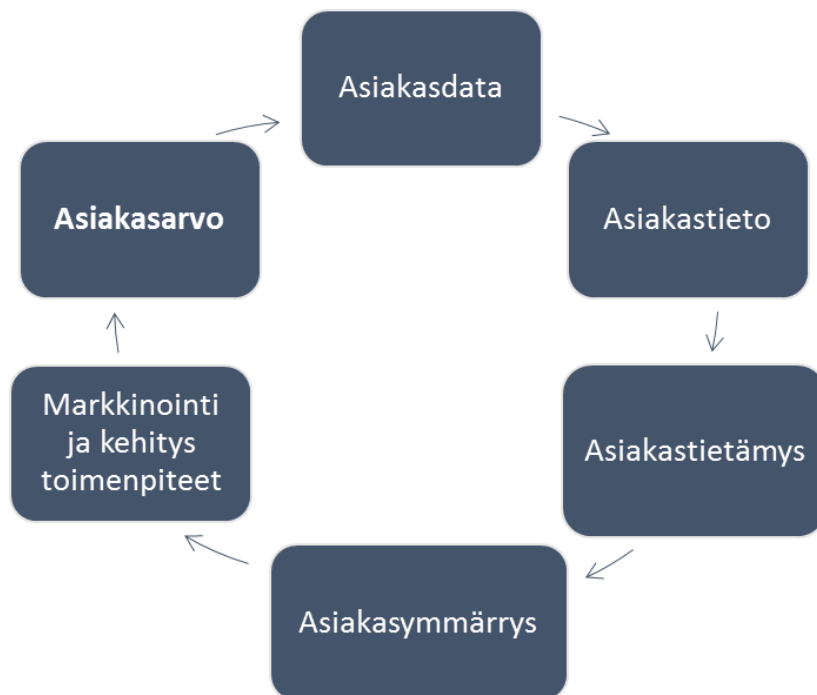 Asiakasdata
Asiakastieto
Asiakastietämys
Asiakasymmärrys
Markkinointi
ja kehitys
toimenpiteet
Asiakasarvo